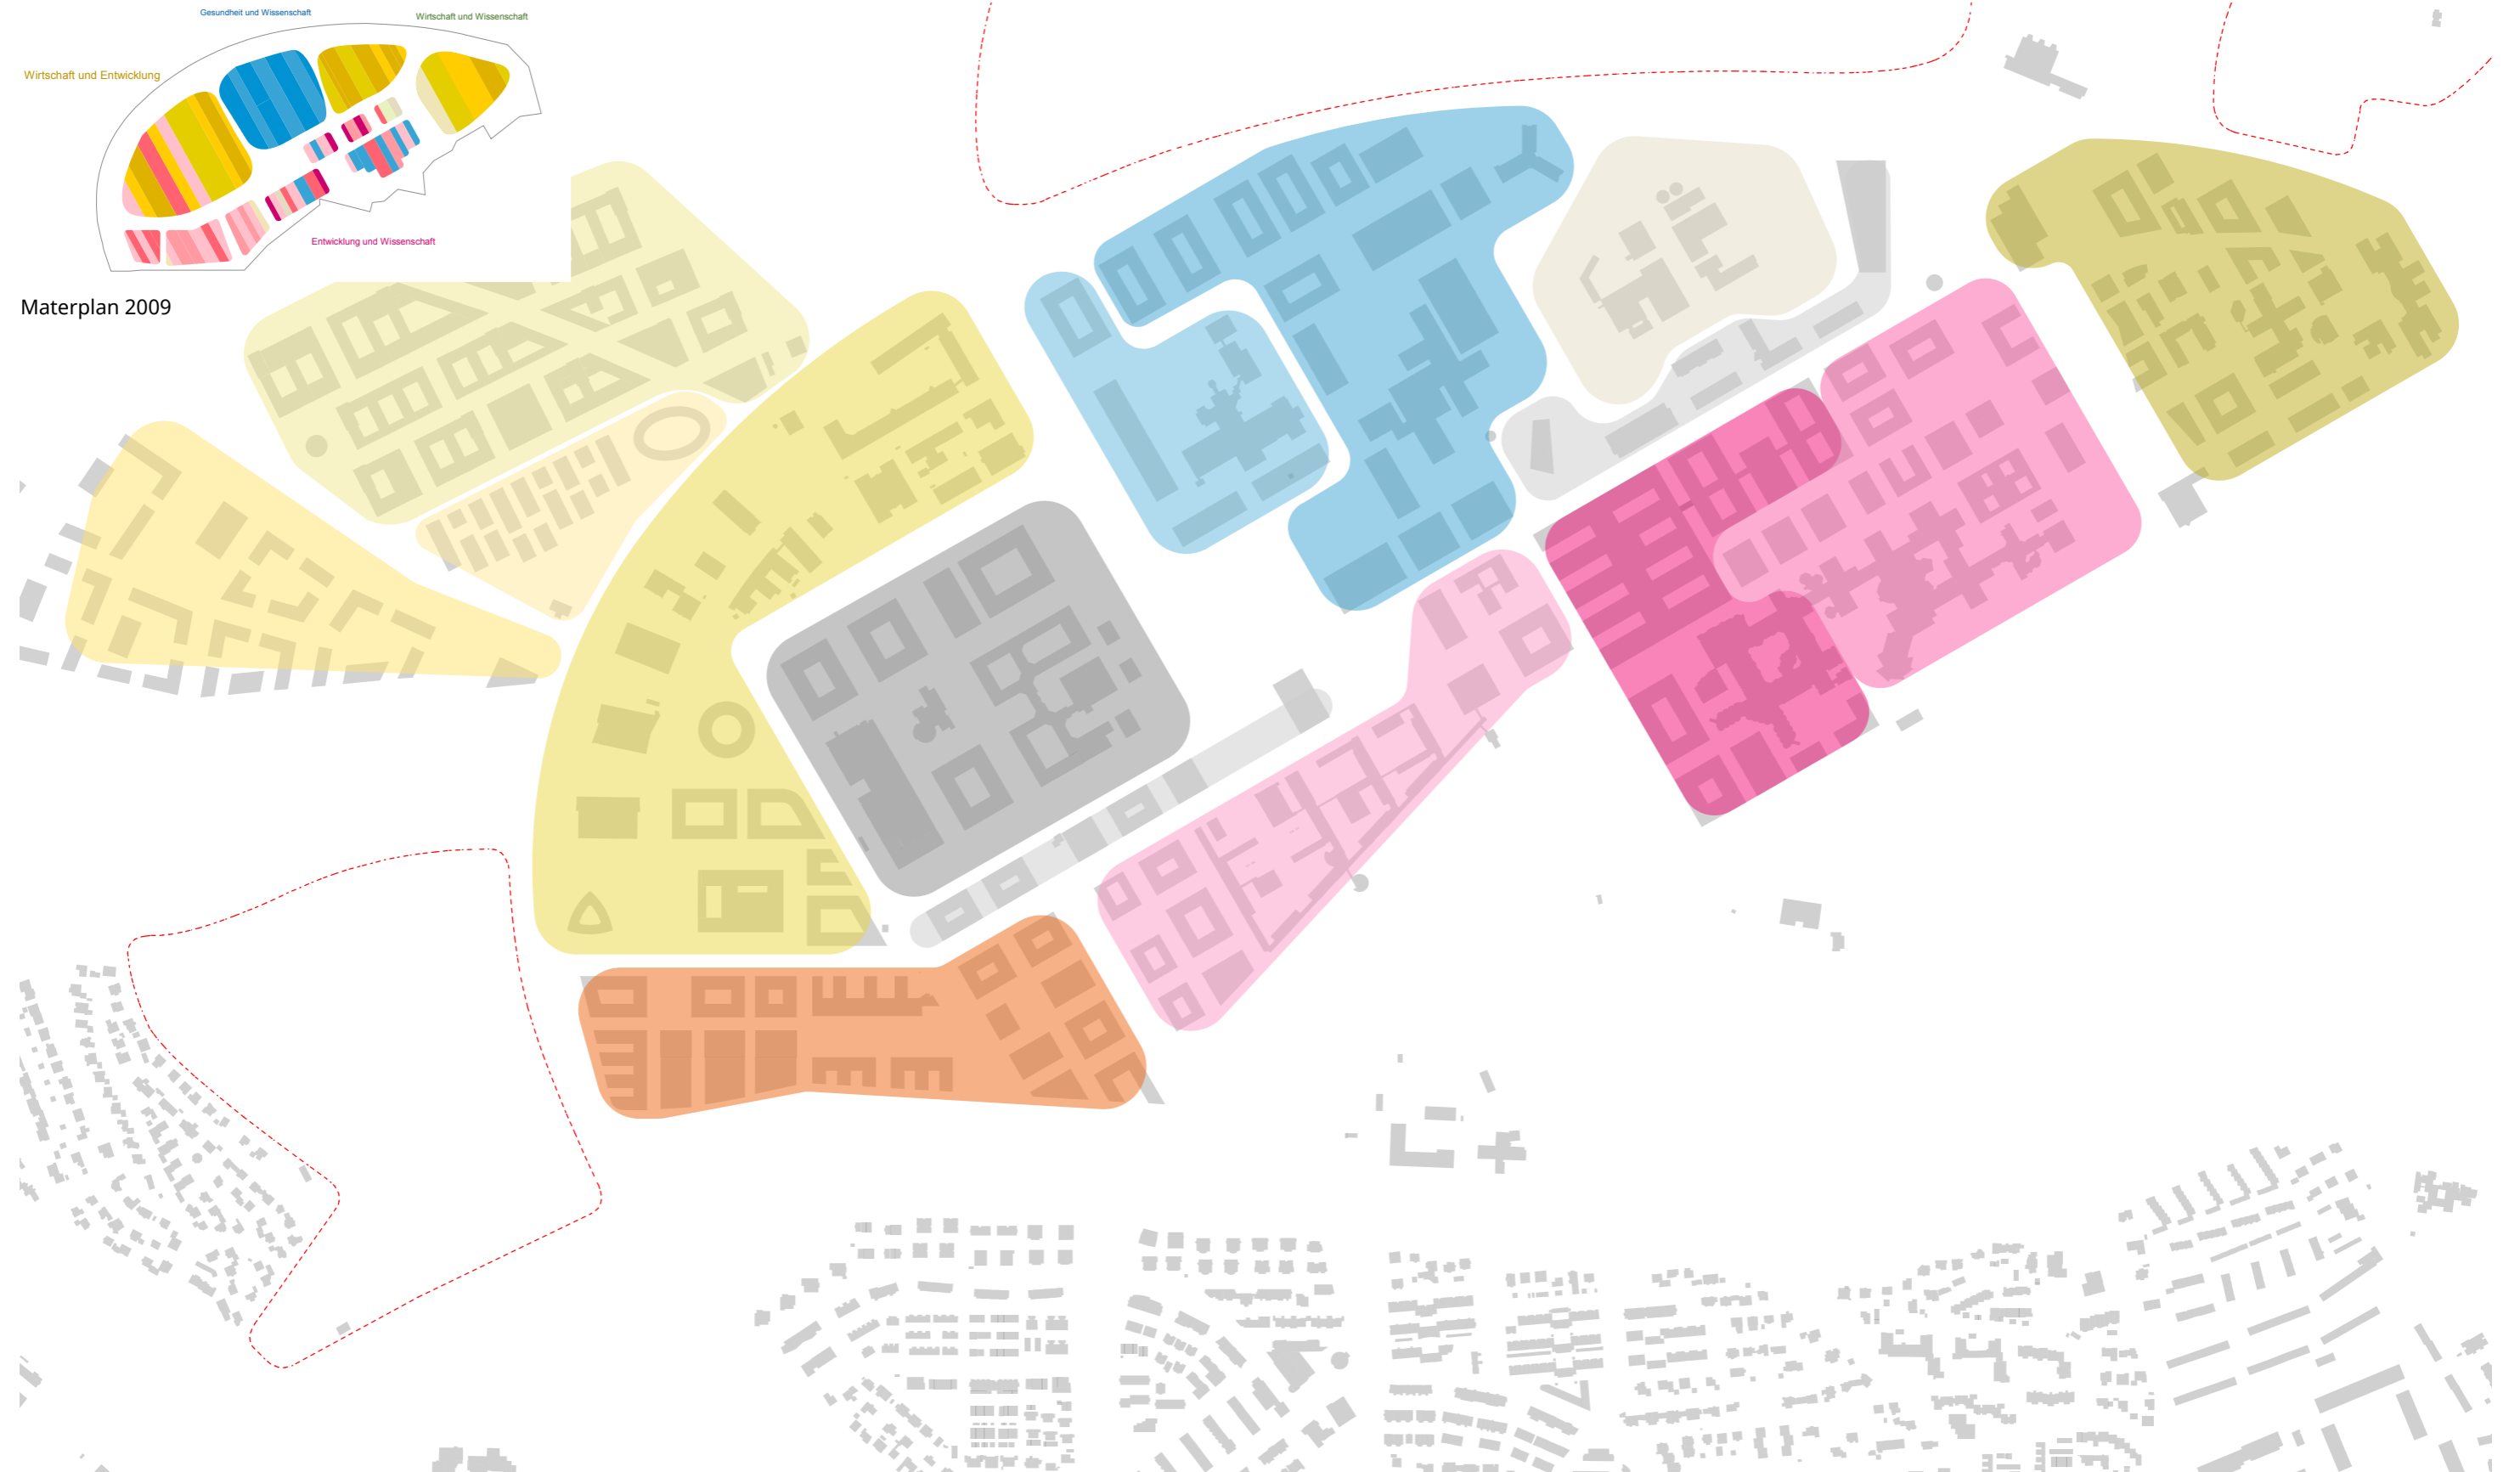 Gesundheit und Wissenschaft
Wirtschaft und Wissenschaft
Wirtschaft und Entwicklung
Entwicklung und Wissenschaft
Materplan 2009